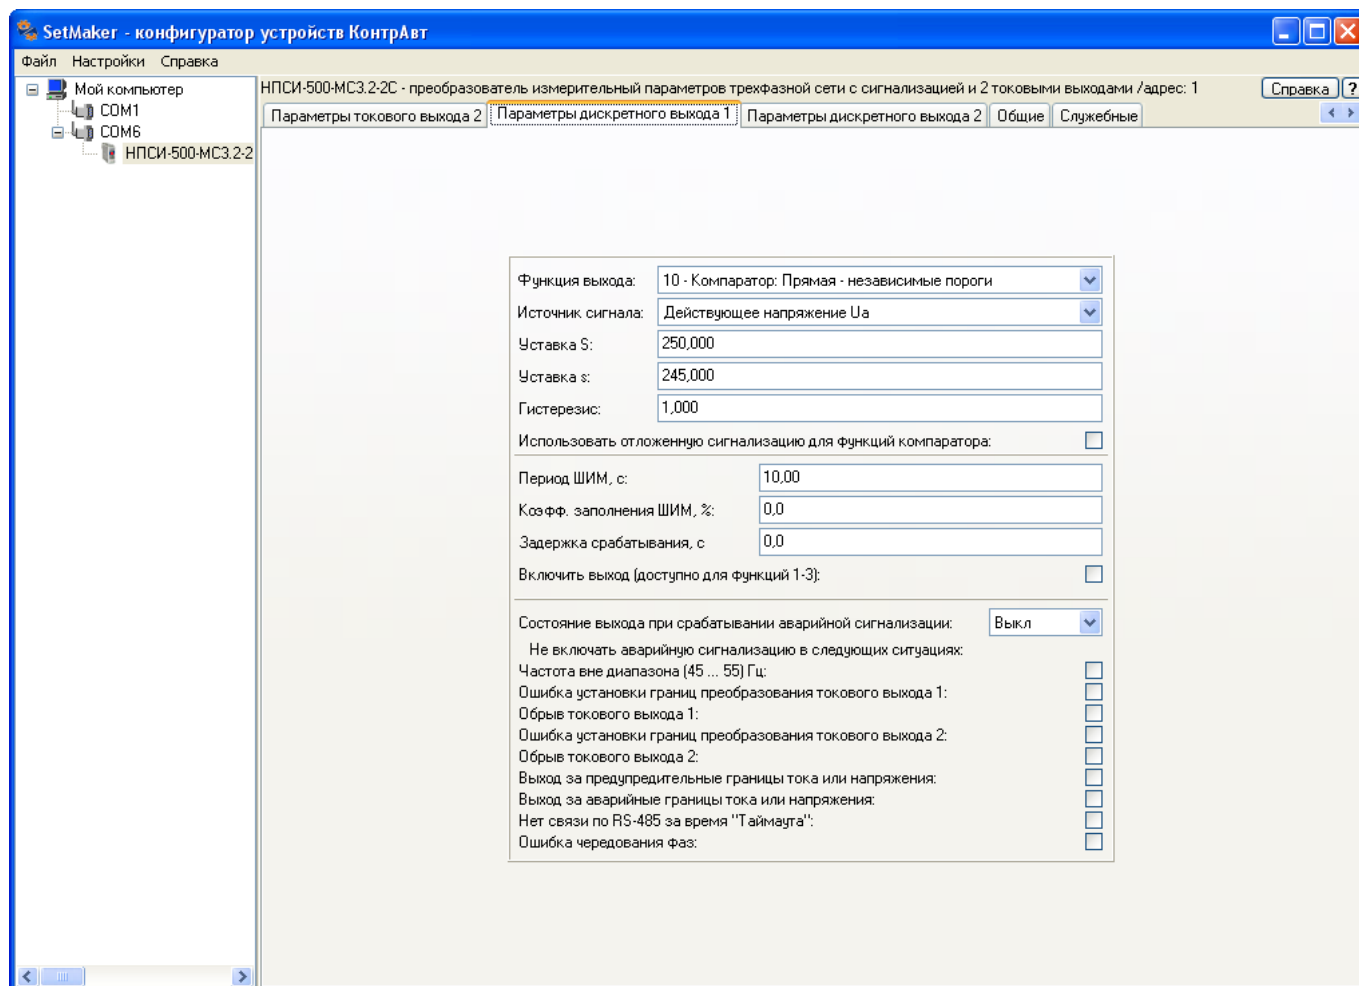 SetMaker - конфигуратор устройств КонтрАвт
Файл Настройки Справка
Мой компьютер
COM1
COM6
НПСИ-500-МС3.2-2
НПСИ-500-МС3.2-2С - преобразователь измерительный параметров трехфазной сети с сигнализацией и 2 токовыми выходами /адрес: 1
Справка ?
Параметры токового выхода 2 Параметры дискретного выхода 1 Параметры дискретного выхода 2 Общие Служебные
Функция выхода: 10 - Компаратор: Прямая - независимые пороги
Источник сигнала: Действующее напряжение Ua
Уставка S: 250,000
Уставка s: 245,000
Гистерезис: 1,000
Использовать отложенную сигнализацию для функций компаратора:
Период ШИМ, с: 10,00
Коэфф. заполнения ШИМ, %: 0,0
Задержка срабатывания, с 0,0
Включить выход (доступно для функций 1-3):
Состояние выхода при срабатывании аварийной сигнализации: Выкл
Не включать аварийную сигнализацию в следующих ситуациях:
Частота вне диапазона (45 ... 55) Гц:
Ошибка установки границ преобразования токового выхода 1:
Обрыв токового выхода 1:
Ошибка установки границ преобразования токового выхода 2:
Обрыв токового выхода 2:
Выход за предупредительные границы тока или напряжения:
Выход за аварийные границы тока или напряжения:
Нет связи по RS-485 за время "Таймаута":
Ошибка чередования фаз: